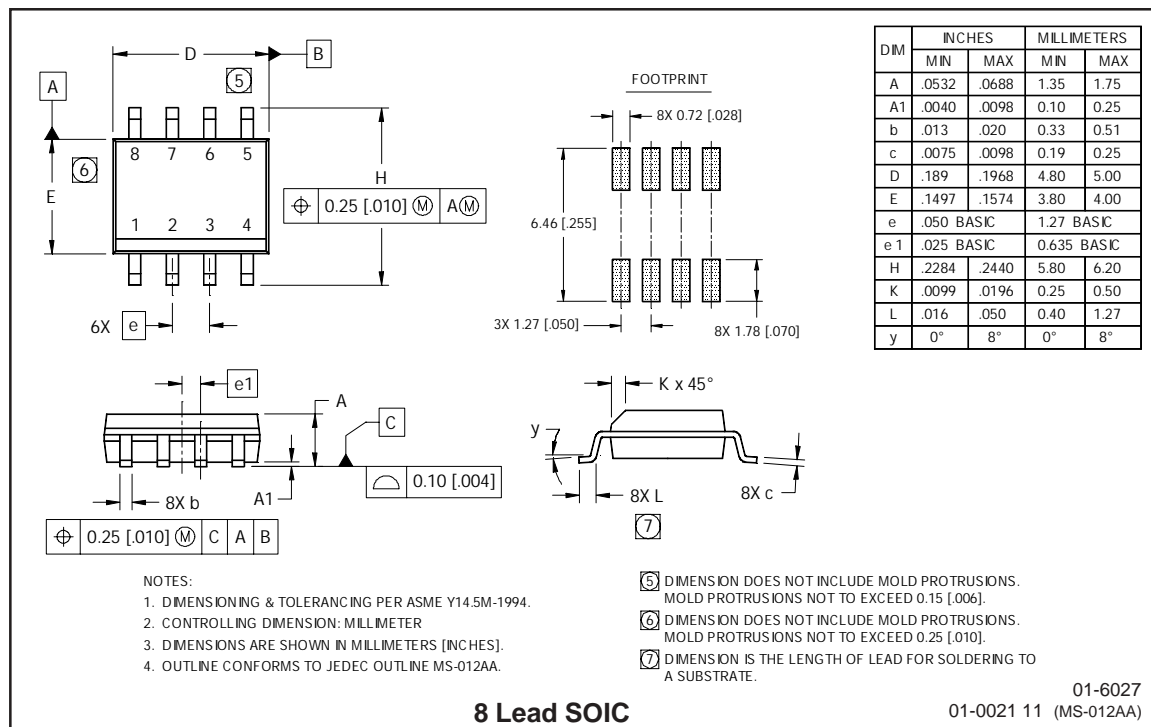 D
B
5
A
8 7 6 5
6
E
H
⌖ 0.25 [.010] Ⓜ A Ⓜ
1 2 3 4
6X e
FOOTPRINT
8X 0.72 [.028]
6.46 [.255]
3X 1.27 [.050]
8X 1.78 [.070]
DIM INCHES MILLIMETERS
MIN MAX MIN MAX
A .0532 .0688 1.35 1.75
A1 .0040 .0098 0.10 0.25
b .013 .020 0.33 0.51
c .0075 .0098 0.19 0.25
D .189 .1968 4.80 5.00
E .1497 .1574 3.80 4.00
e .050 BASIC 1.27 BASIC
e 1 .025 BASIC 0.635 BASIC
H .2284 .2440 5.80 6.20
K .0099 .0196 0.25 0.50
L .016 .050 0.40 1.27
y 0° 8° 0° 8°
e1
A
C
⌓ 0.10 [.004]
A1
8X b
⌖ 0.25 [.010] Ⓜ C A B
K x 45°
y
8X L
7
8X c
NOTES:
1. DIMENSIONING & TOLERANCING PER ASME Y14.5M-1994.
2. CONTROLLING DIMENSION: MILLIMETER
3. DIMENSIONS ARE SHOWN IN MILLIMETERS [INCHES].
4. OUTLINE CONFORMS TO JEDEC OUTLINE MS-012AA.
5 DIMENSION DOES NOT INCLUDE MOLD PROTRUSIONS.
MOLD PROTRUSIONS NOT TO EXCEED 0.15 [.006].
6 DIMENSION DOES NOT INCLUDE MOLD PROTRUSIONS.
MOLD PROTRUSIONS NOT TO EXCEED 0.25 [.010].
7 DIMENSION IS THE LENGTH OF LEAD FOR SOLDERING TO
A SUBSTRATE.
8 Lead SOIC
01-6027
01-0021 11 (MS-012AA)